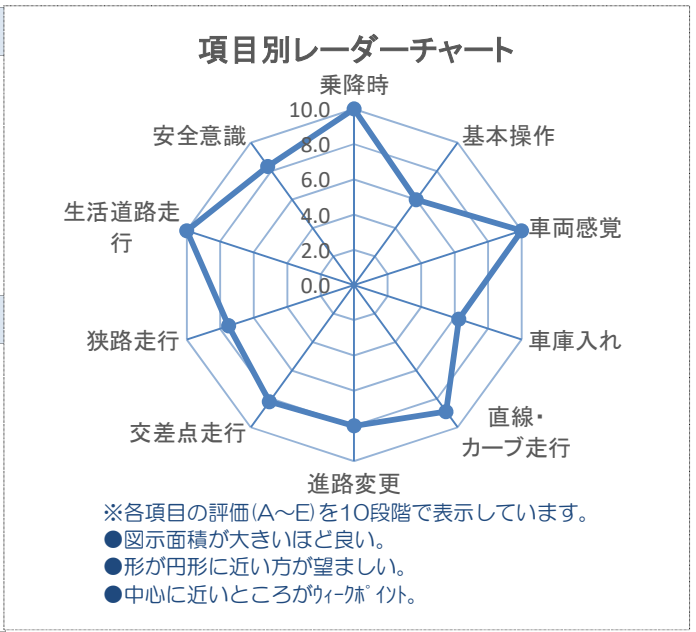 項目別レーダーチャート
乗降時
10.0
基本操作
安全意識
8.0
6.0
生活道路走
行
4.0
車両感覚
2.0
0.0
狭路走行
車庫入れ
直線・
カーブ走行
交差点走行
進路変更
※各項目の評価(A～E)を10段階で表示しています。
●図示面積が大きいほど良い。
●形が円形に近い方が望ましい。
●中心に近いところがｳｨｰｸﾎﾟｲﾝﾄ。